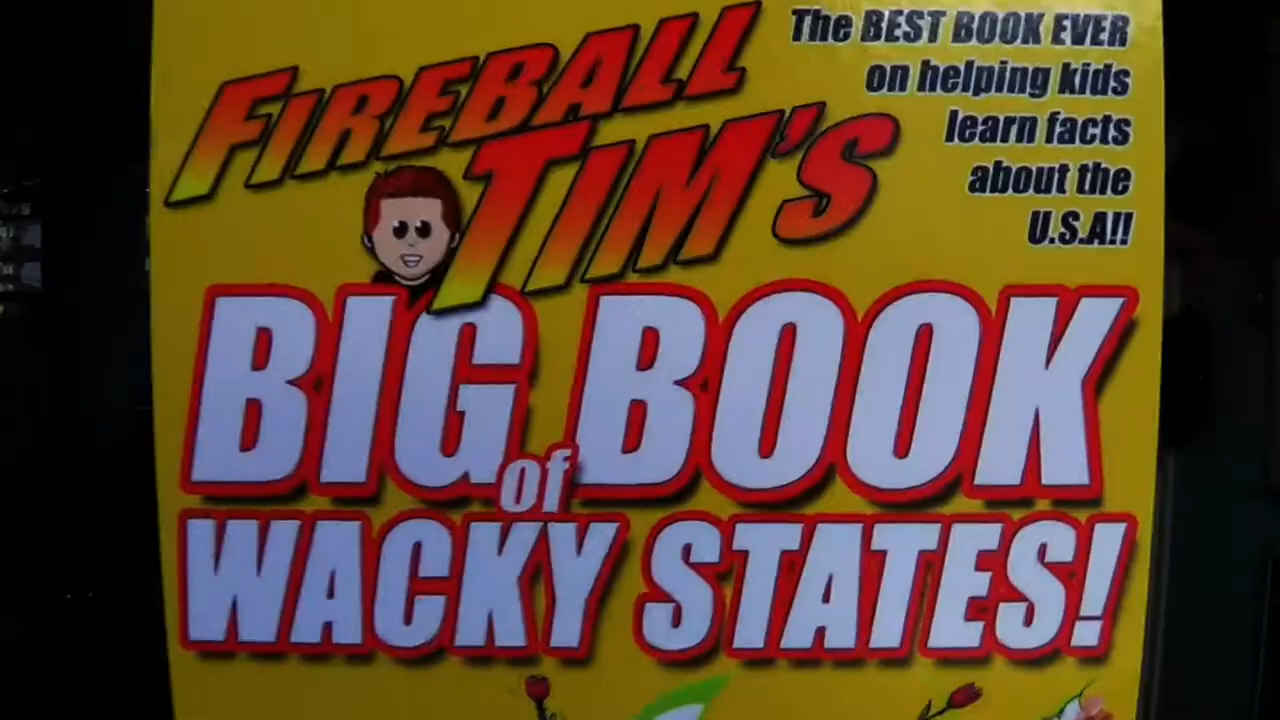 FIREBALL
TIM'S
The BEST BOOK EVER
on helping kids
learn facts
about the
U.S.A!!
BIG BOOK
of
WACKY STATES!